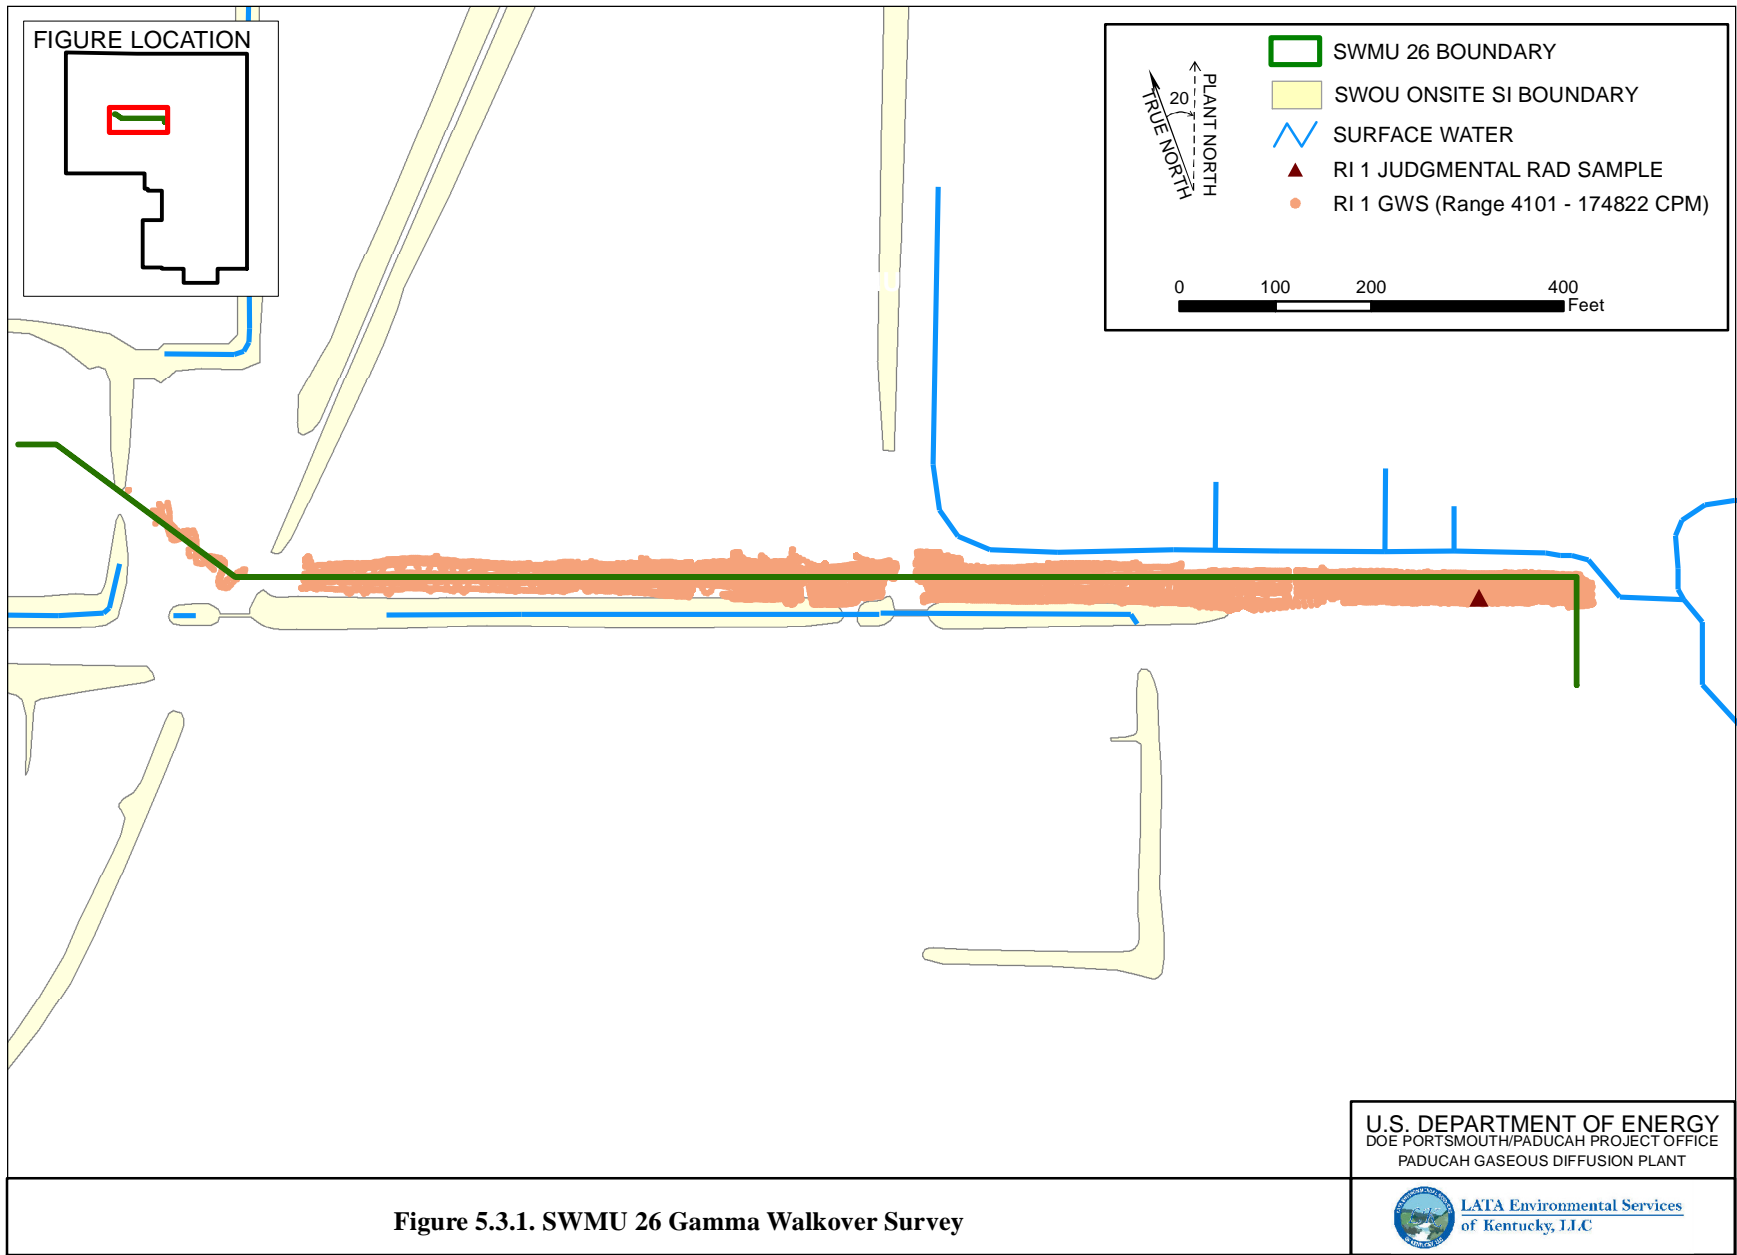 FIGURE LOCATION
SWMU 26 BOUNDARY
SWOU ONSITE SI BOUNDARY
SURFACE WATER
RI 1 JUDGMENTAL RAD SAMPLE
RI 1 GWS (Range 4101 - 174822 CPM)
20
TRUE NORTH
PLANT NORTH
0 100 200 400
Feet
U.S. DEPARTMENT OF ENERGY
DOE PORTSMOUTH/PADUCAH PROJECT OFFICE
PADUCAH GASEOUS DIFFUSION PLANT
Figure 5.3.1. SWMU 26 Gamma Walkover Survey
LATA Environmental Services
of Kentucky, LLC